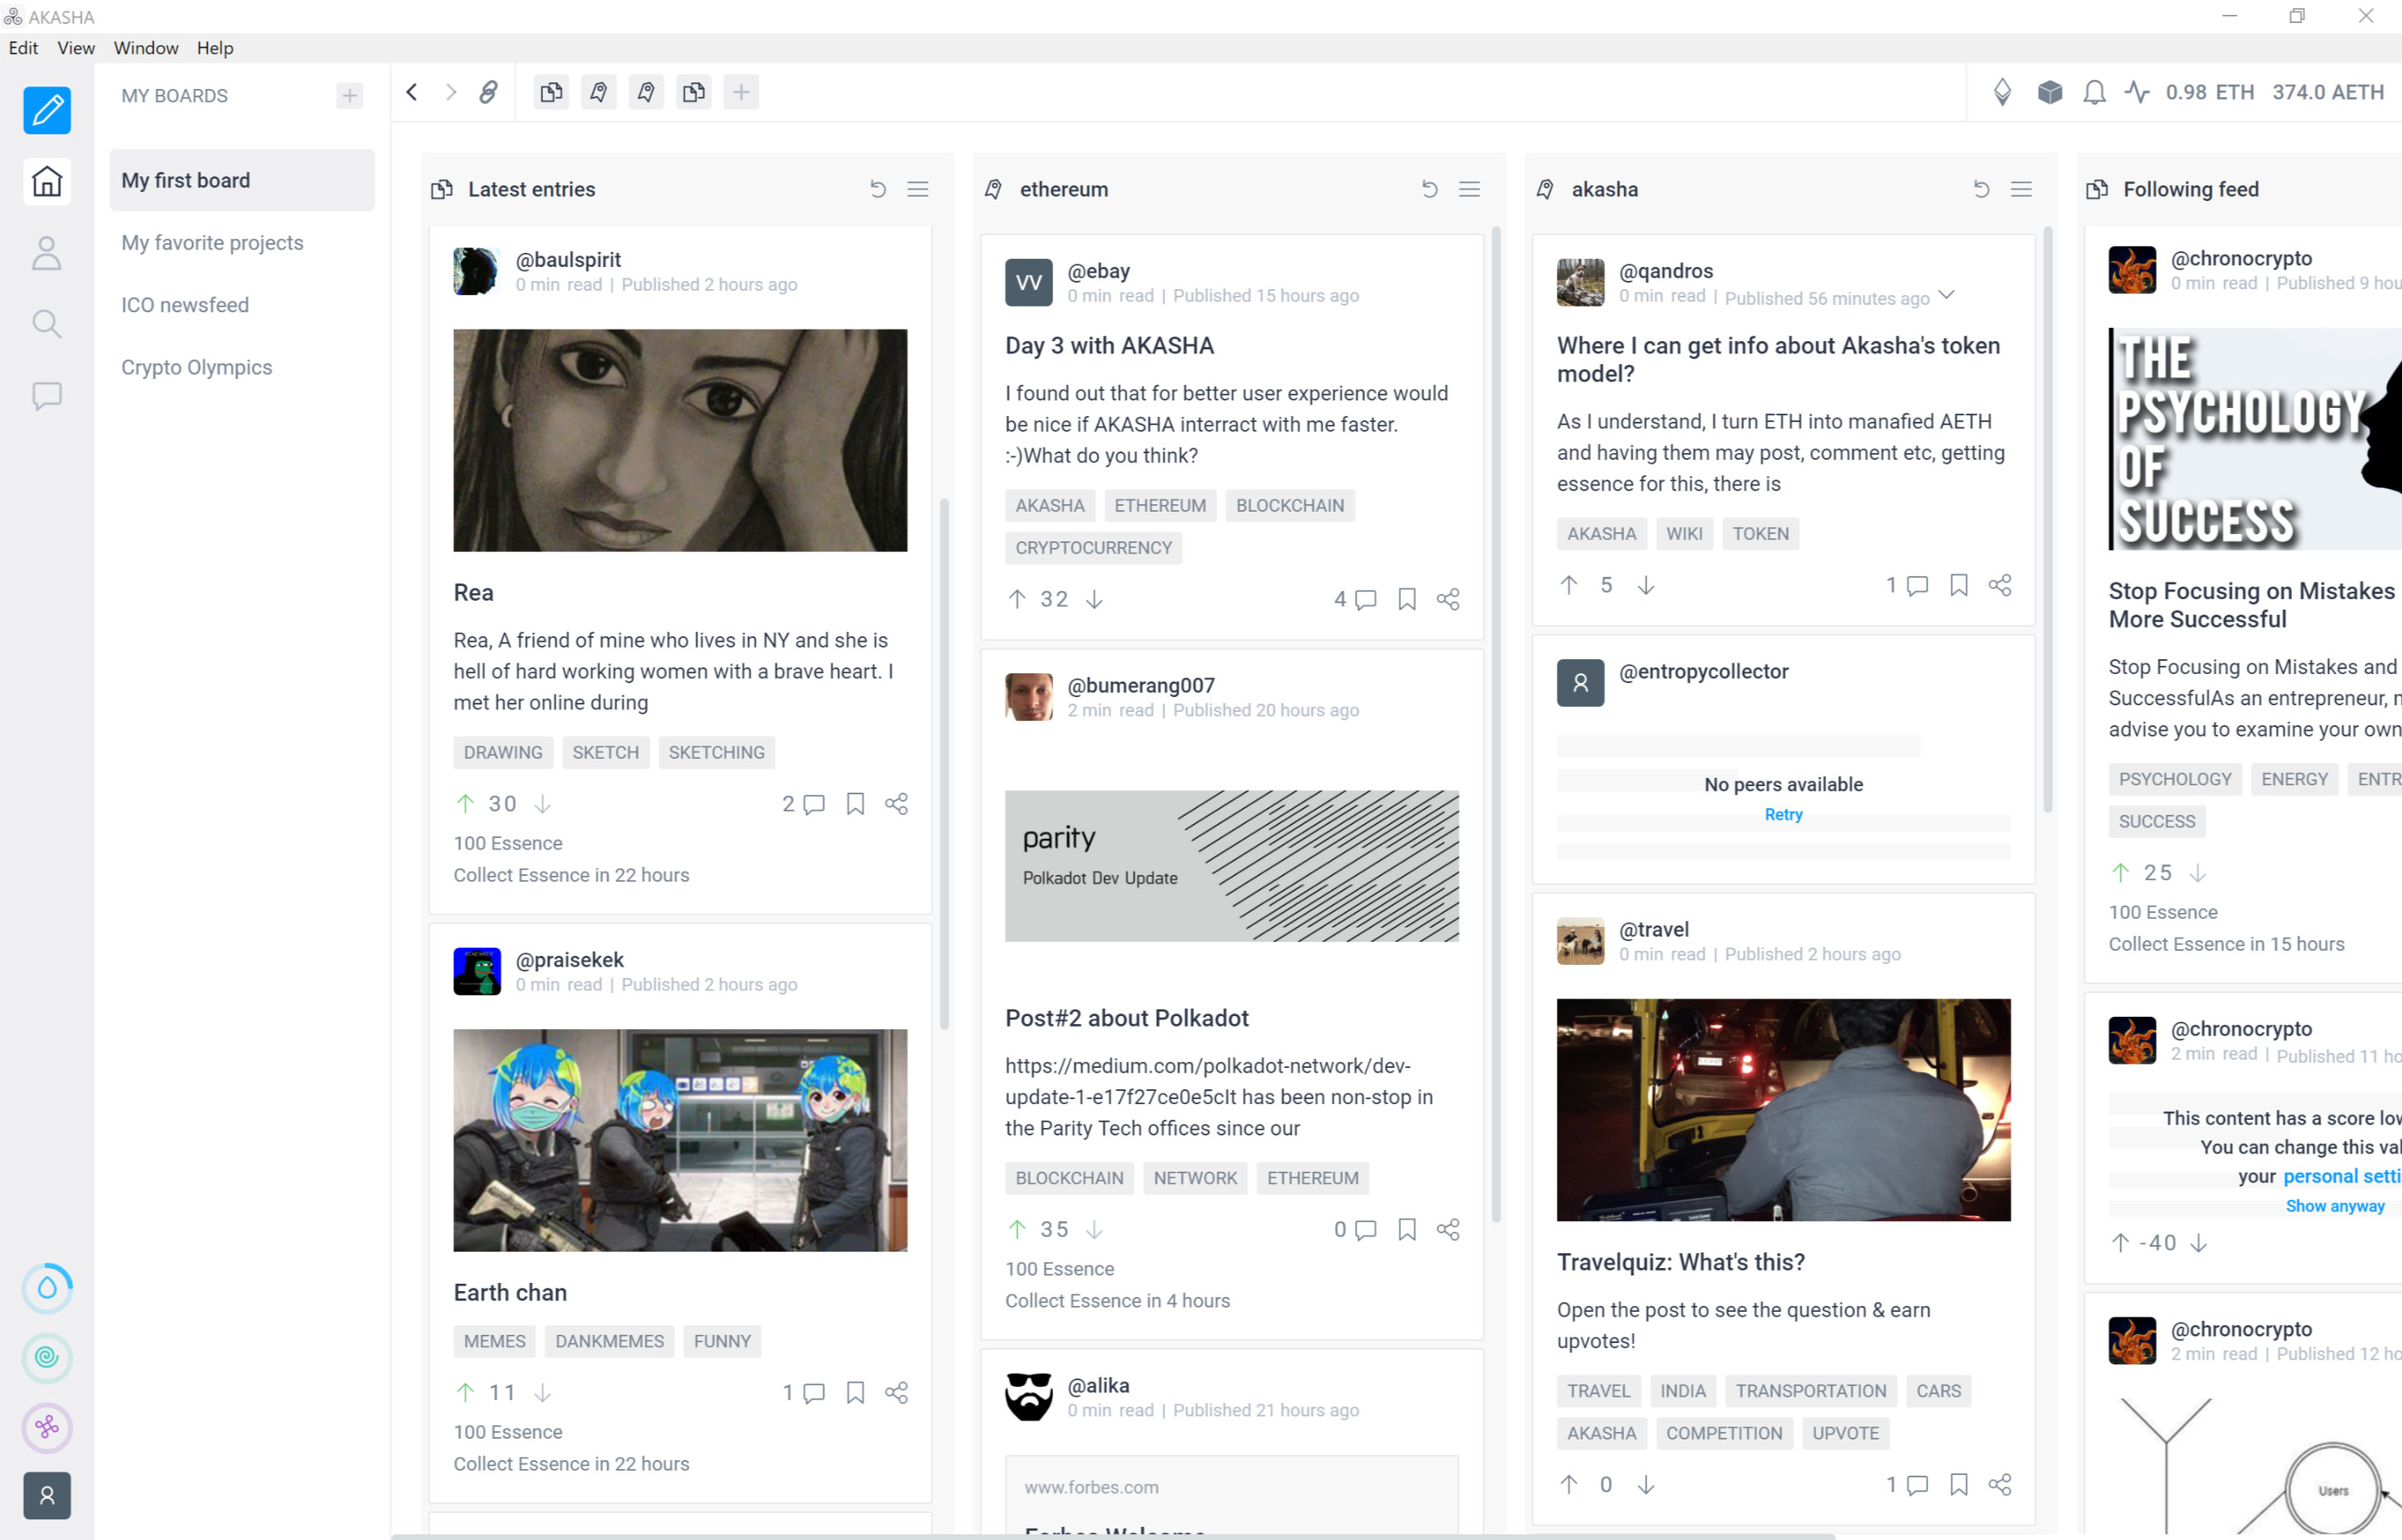 AKASHA
Edit View Window Help
MY BOARDS
My first board
My favorite projects
ICO newsfeed
Crypto Olympics
0.98 ETH 374.0 AETH
Latest entries
@baulspirit
0 min read | Published 2 hours ago
Rea
Rea, A friend of mine who lives in NY and she is
hell of hard working women with a brave heart. I
met her online during
DRAWING SKETCH SKETCHING
30
2
100 Essence
Collect Essence in 22 hours
@praisekek
0 min read | Published 2 hours ago
Earth chan
MEMES DANKMEMES FUNNY
11
1
100 Essence
Collect Essence in 22 hours
ethereum
VV
@ebay
0 min read | Published 15 hours ago
Day 3 with AKASHA
I found out that for better user experience would
be nice if AKASHA interract with me faster.
:-)What do you think?
AKASHA ETHEREUM BLOCKCHAIN
CRYPTOCURRENCY
32
4
@bumerang007
2 min read | Published 20 hours ago
parity
Polkadot Dev Update
Post#2 about Polkadot
https://medium.com/polkadot-network/dev-
update-1-e17f27ce0e5cIt has been non-stop in
the Parity Tech offices since our
BLOCKCHAIN NETWORK ETHEREUM
35
0
100 Essence
Collect Essence in 4 hours
@alika
0 min read | Published 21 hours ago
www.forbes.com
Forbes Welcome
akasha
@qandros
0 min read | Published 56 minutes ago
Where I can get info about Akasha's token
model?
As I understand, I turn ETH into manafied AETH
and having them may post, comment etc, getting
essence for this, there is
AKASHA WIKI TOKEN
5
1
@entropycollector
No peers available
Retry
@travel
0 min read | Published 2 hours ago
Travelquiz: What's this?
Open the post to see the question & earn
upvotes!
TRAVEL INDIA TRANSPORTATION CARS
AKASHA COMPETITION UPVOTE
0
1
Following feed
@chronocrypto
0 min read | Published 9 hou
THE
PSYCHOLOGY
OF
SUCCESS
Stop Focusing on Mistakes
More Successful
Stop Focusing on Mistakes and
SuccessfulAs an entrepreneur, n
advise you to examine your own
PSYCHOLOGY ENERGY ENTR
SUCCESS
25
100 Essence
Collect Essence in 15 hours
@chronocrypto
2 min read | Published 11 ho
This content has a score lov
You can change this val
your personal setti
Show anyway
-40
@chronocrypto
2 min read | Published 12 ho
Users